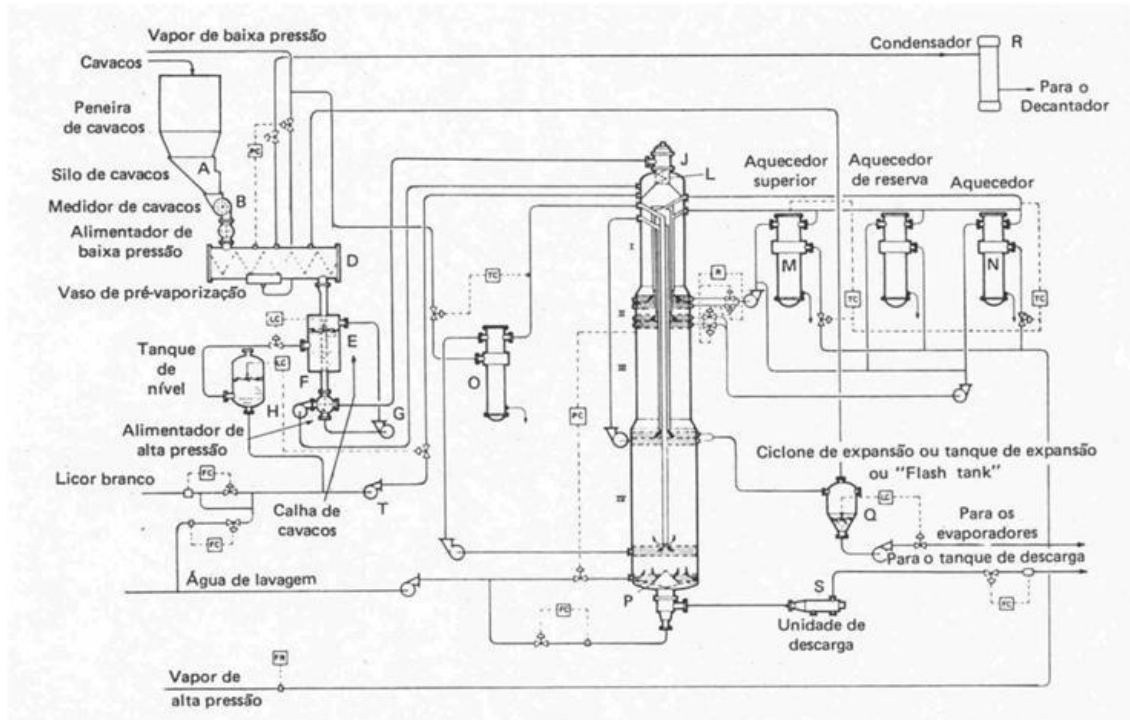 Vapor de baixa pressão
Cavacos
Peneira
de cavacos
A
Silo de cavacos
B
Medidor de cavacos
Alimentador de
baixa pressão
D
Vaso de pré-vaporização
LC
E
Tanque
de
nível
LC
F
H
G
Alimentador de
alta pressão
Calha de
cavacos
Licor branco
FC
T
FC
Água de lavagem
FR
Vapor de
alta pressão
TC
O
PC
FC
J
L
I
II
III
IV
P
R
Condensador
R
Para o
Decantador
Aquecedor
superior
Aquecedor
de reserva
Aquecedor
M
N
TC
TC
Ciclone de expansão ou tanque de expansão
ou "Flash tank"
LC
Q
Para os
evaporadores
Para o tanque de descarga
S
FC
Unidade de
descarga